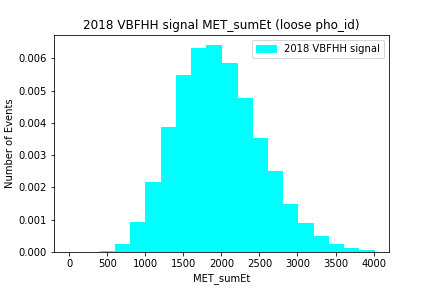 2018 VBFHH signal MET_sumEt (loose pho_id)
2018 VBFHH signal
Number of Events
0.006
0.005
0.004
0.003
0.002
0.001
0.000
0 500 1000 1500 2000 2500 3000 3500 4000
MET_sumEt